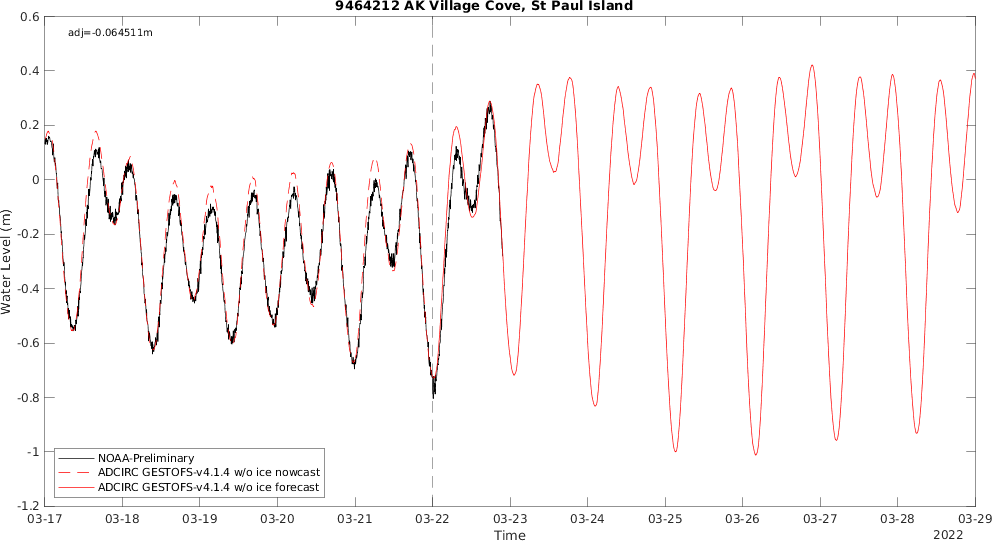 9464212 AK Village Cove, St Paul Island
adj=-0.064511m
0.6
0.4
0.2
0
-0.2
-0.4
-0.6
-0.8
-1
-1.2
Water Level (m)
NOAA-Preliminary
ADCIRC GESTOFS-v4.1.4 w/o ice nowcast
ADCIRC GESTOFS-v4.1.4 w/o ice forecast
03-17 03-18 03-19 03-20 03-21 03-22 03-23 03-24 03-25 03-26 03-27 03-28 03-29
Time
2022